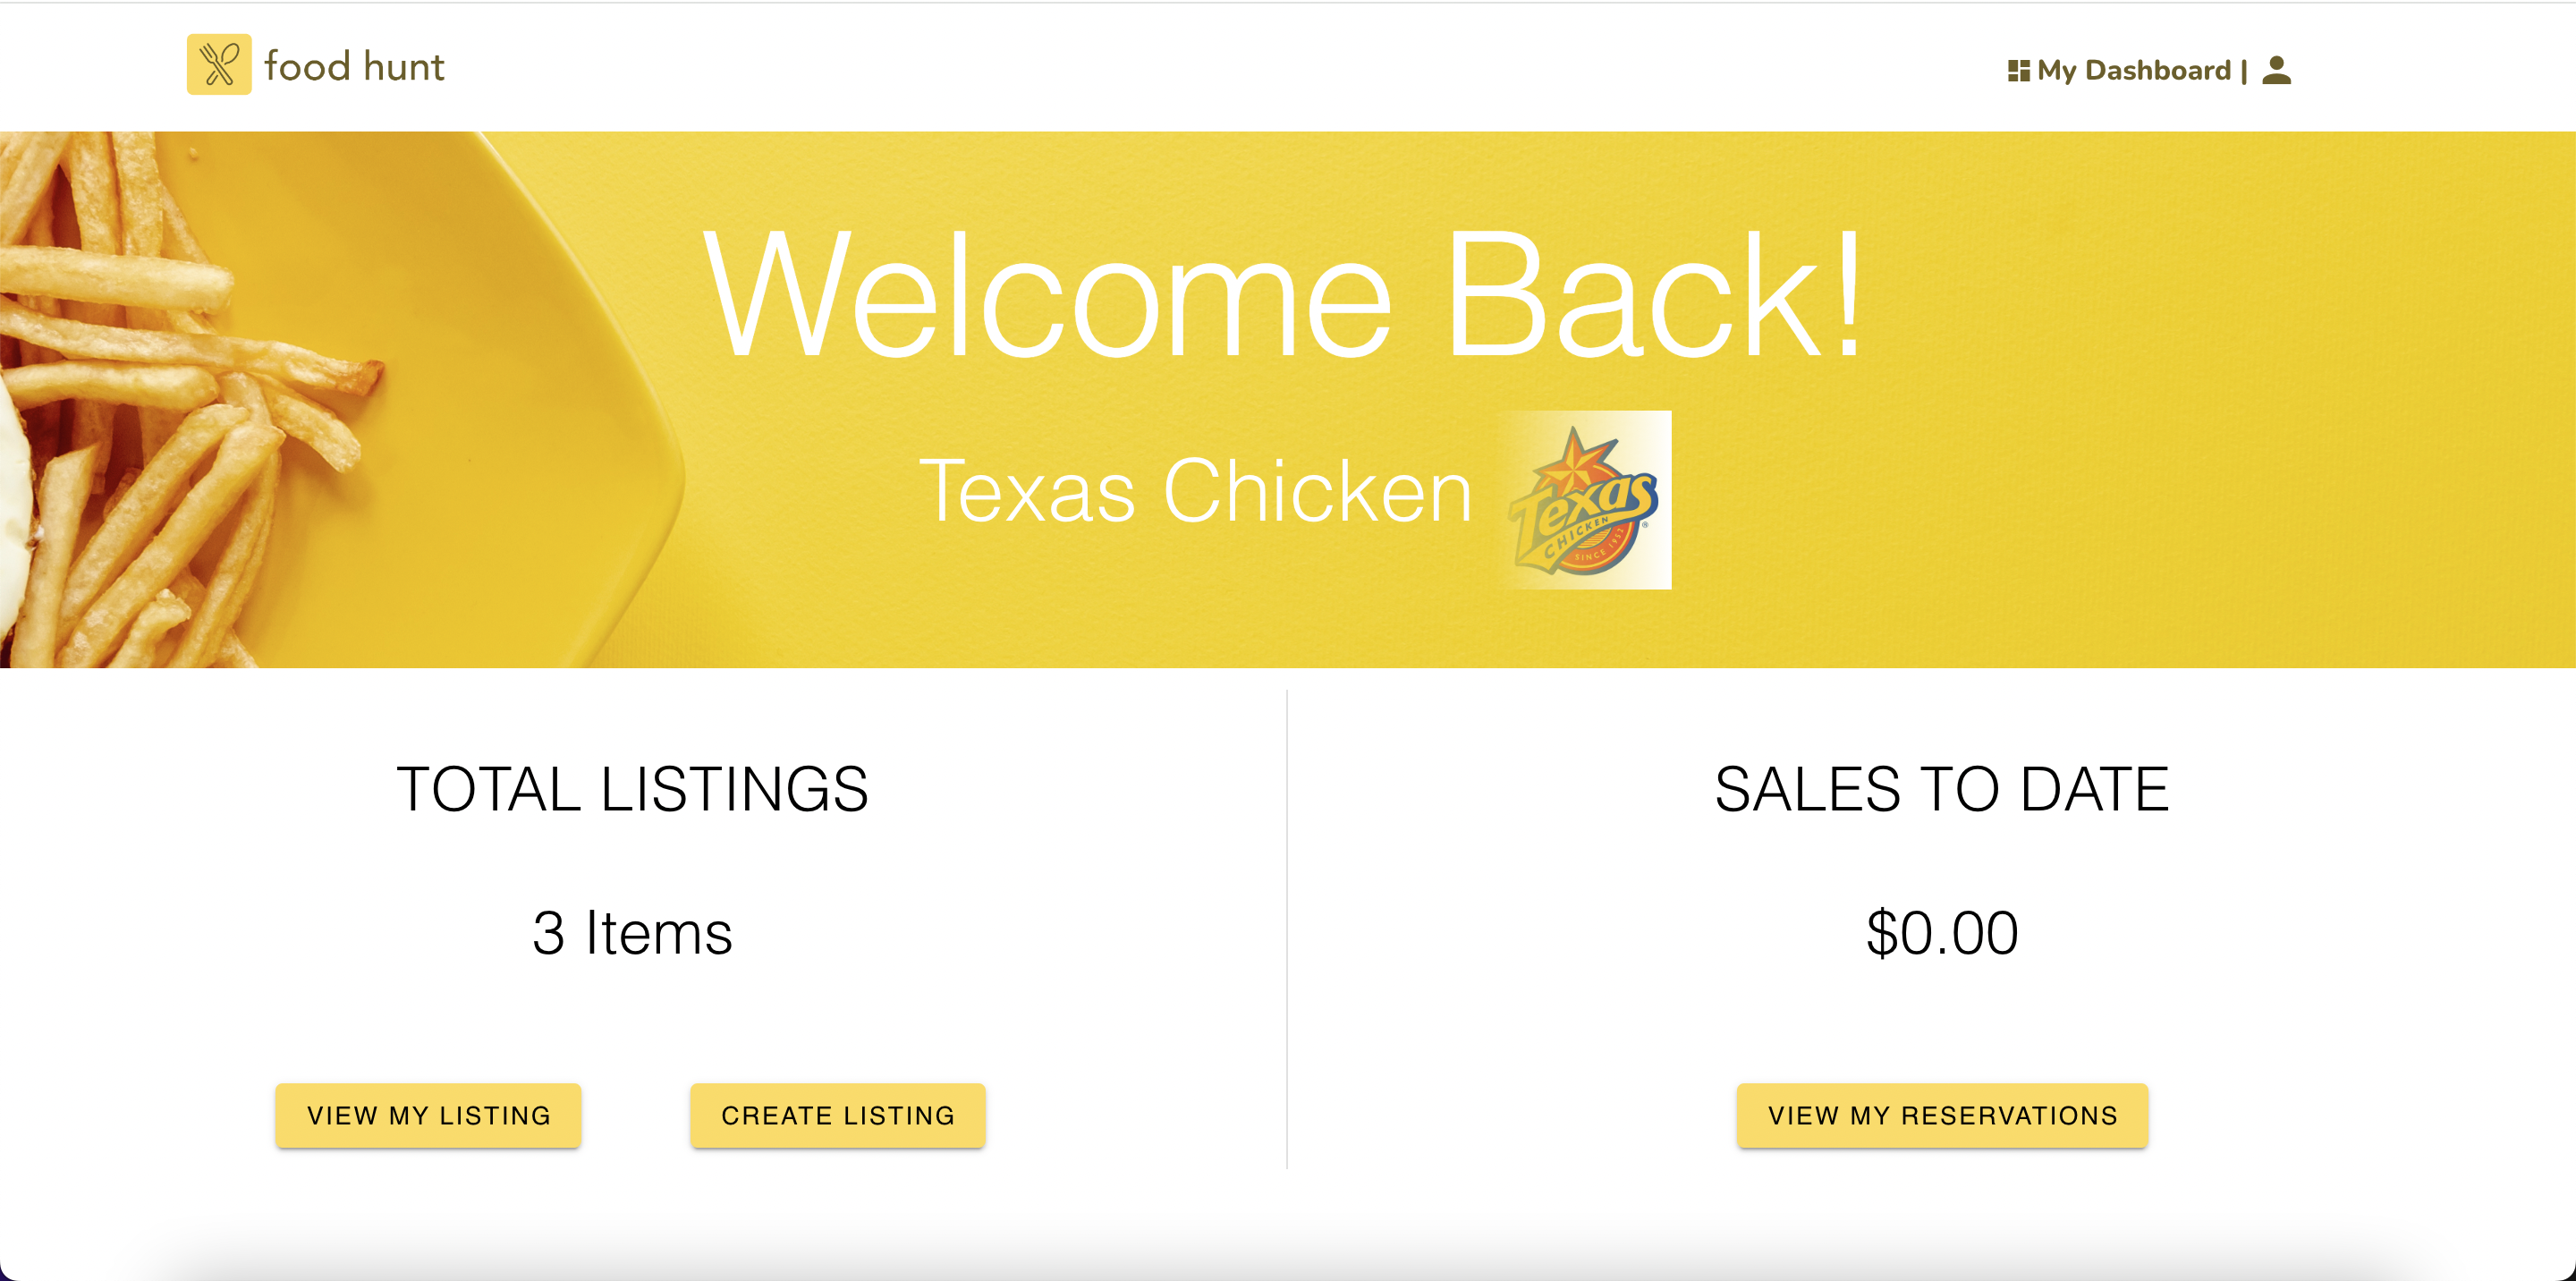 food hunt
My Dashboard |
Welcome Back!
Texas Chicken
Texas
CHICKEN
SINCE 1952
®
TOTAL LISTINGS
SALES TO DATE
3 Items
$0.00
VIEW MY LISTING
CREATE LISTING
VIEW MY RESERVATIONS